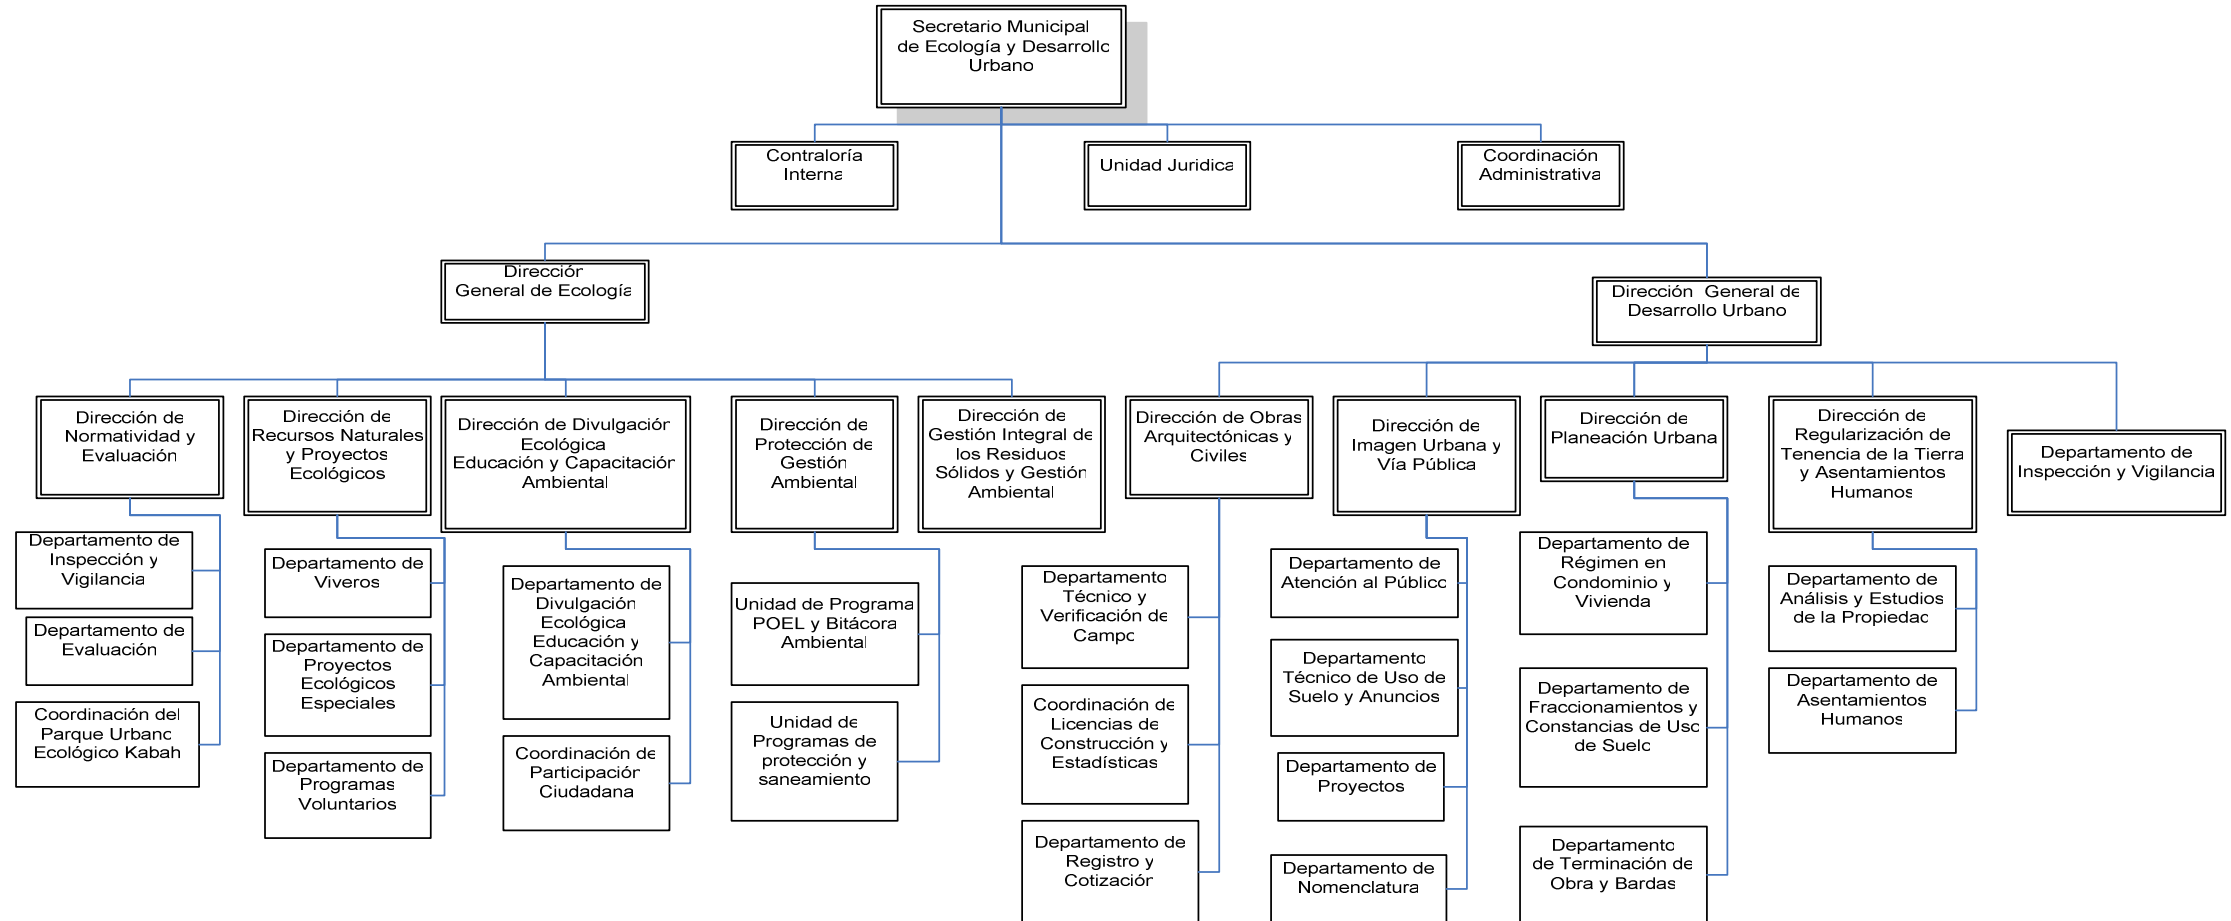 Secretario Municipal
de Ecología y Desarrollo
Urbano
Contraloría
Interna
Unidad Juridica
Coordinación
Administrativa
Dirección
General de Ecología
Dirección General de
Desarrollo Urbano
Dirección de
Normatividad y
Evaluación
Dirección de
Recursos Naturales
y Proyectos
Ecológicos
Dirección de Divulgación
Ecológica
Educación y Capacitación
Ambiental
Dirección de
Protección de
Gestión
Ambiental
Dirección de
Gestión Integral de
los Residuos
Sólidos y Gestión
Ambiental
Dirección de Obras
Arquitectónicas y
Civiles
Dirección de
Imagen Urbana y
Vía Pública
Dirección de
Planeación Urbana
Dirección de
Regularización de
Tenencia de la Tierra
y Asentamientos
Humanos
Departamento de
Inspección y Vigilancia
Departamento de
Inspección y
Vigilancia
Departamento de
Evaluación
Coordinación del
Parque Urbano
Ecológico Kabah
Departamento de
Viveros
Departamento de
Proyectos
Ecológicos
Especiales
Departamento de
Programas
Voluntarios
Departamento de
Divulgación
Ecológica
Educación y
Capacitación
Ambiental
Coordinación de
Participación
Ciudadana
Unidad de Programa
POEL y Bitácora
Ambiental
Unidad de
Programas de
protección y
saneamiento
Departamento
Técnico y
Verificación de
Campo
Coordinación de
Licencias de
Construcción y
Estadísticas
Departamento de
Registro y
Cotización
Departamento de
Atención al Público
Departamento
Técnico de Uso de
Suelo y Anuncios
Departamento de
Proyectos
Departamento de
Nomenclatura
Departamento de
Régimen en
Condominio y
Vivienda
Departamento de
Fraccionamientos y
Constancias de Uso
de Suelo
Departamento
de Terminación de
Obra y Bardas
Departamento de
Análisis y Estudios
de la Propiedad
Departamento de
Asentamientos
Humanos